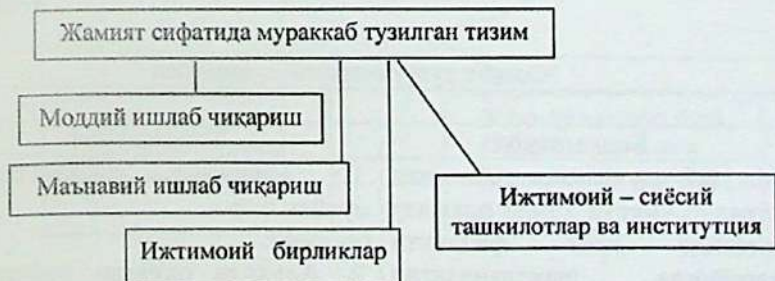 Жамият сифатида мураккаб тузилган тизим
Моддий ишлаб чиқариш
Маънавий ишлаб чиқариш
Ижтимоий бирликлар
Ижтимоий – сиёсий
ташкилотлар ва институтция